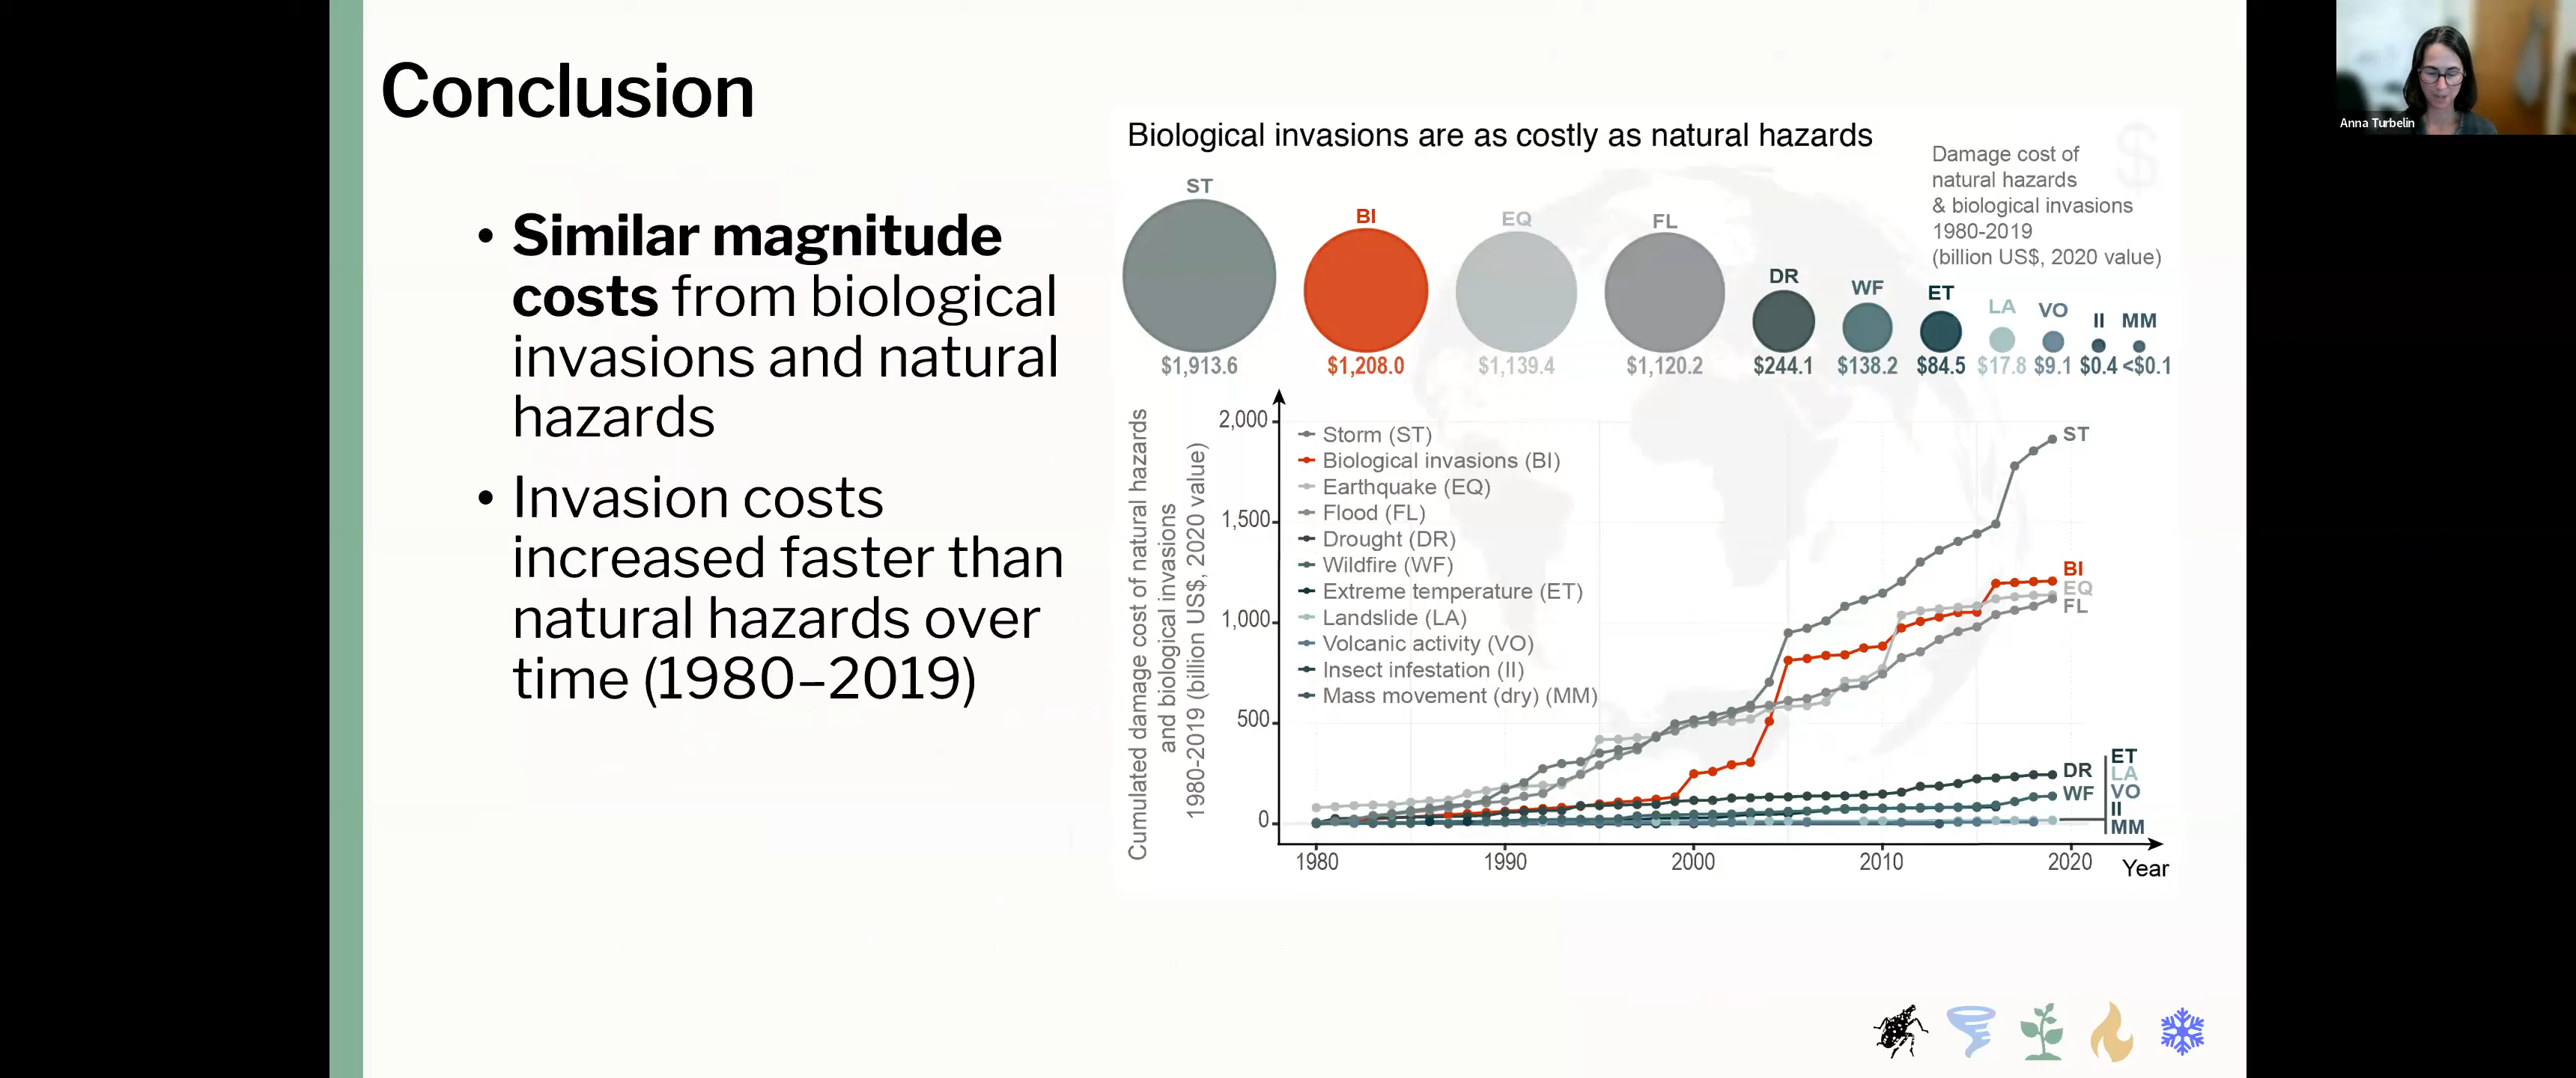 Conclusion
• Similar magnitude
costs from biological
invasions and natural
hazards
• Invasion costs
increased faster than
natural hazards over
time (1980–2019)
Biological invasions are as costly as natural hazards
$
Damage cost of
natural hazards
& biological invasions
1980-2019
(billion US$, 2020 value)
ST BI EQ FL DR WF ET LA VO II MM
$1,913.6 $1,208.0 $1,139.4 $1,120.2 $244.1 $138.2 $84.5 $17.8 $9.1 $0.4 <$0.1
Cumulated damage cost of natural hazards
and biological invasions
1980-2019 (billion US$, 2020 value)
2,000
1,500
1,000
500
0
Storm (ST)
Biological invasions (BI)
Earthquake (EQ)
Flood (FL)
Drought (DR)
Wildfire (WF)
Extreme temperature (ET)
Landslide (LA)
Volcanic activity (VO)
Insect infestation (II)
Mass movement (dry) (MM)
ST
BI
EQ
FL
DR
WF
ET
LA
VO
II
MM
1980 1990 2000 2010 2020
Year
Anna Turbelin